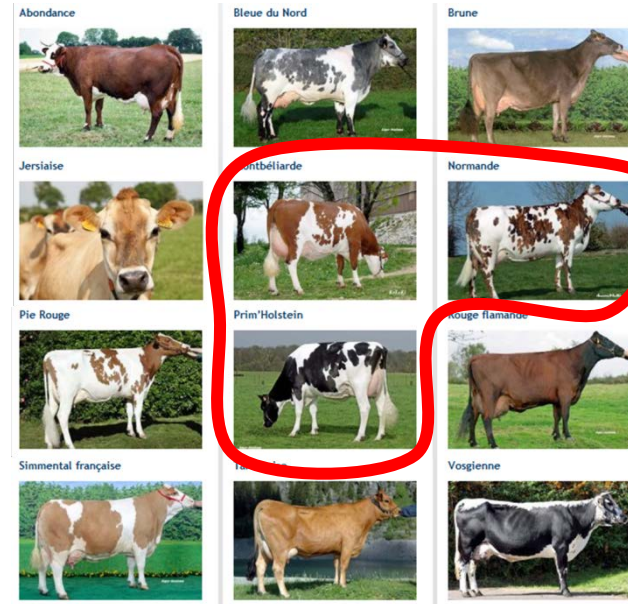 Abondance
Bleue du Nord
Brune
Jersiaise
Montbéliarde
Normande
Pie Rouge
Prim'Holstein
Rouge flamande
Simmental française
Vosgienne